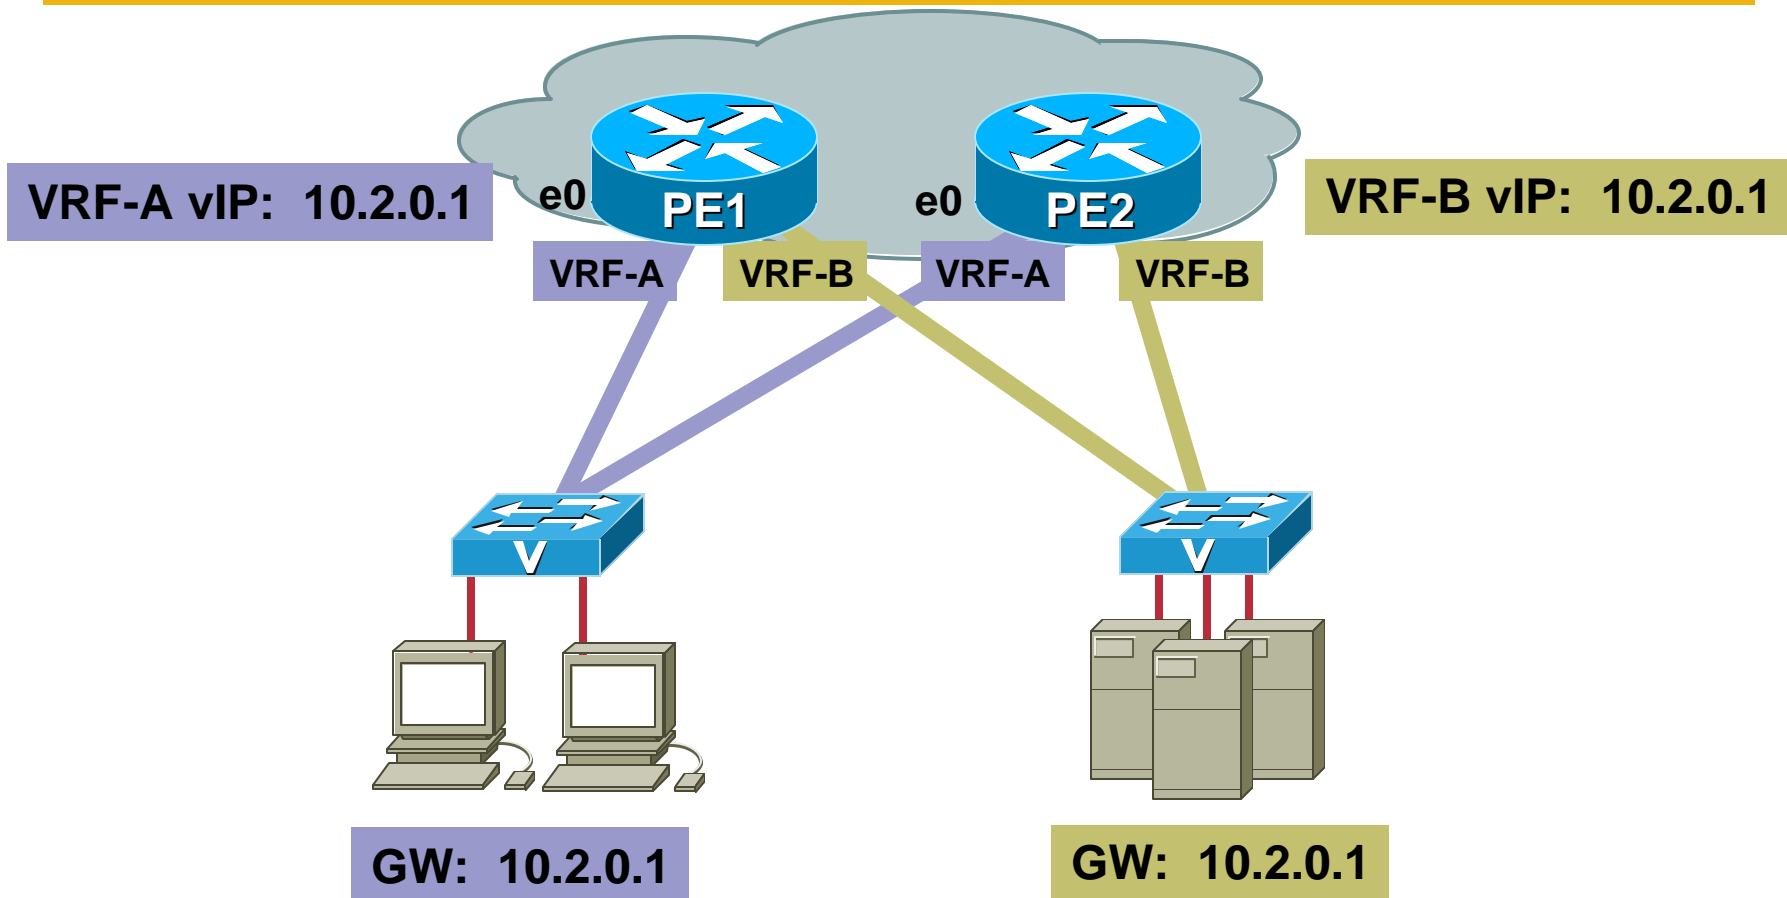 e0
PE1
e0
PE2
VRF-A vIP: 10.2.0.1
VRF-B vIP: 10.2.0.1
VRF-A
VRF-B
VRF-A
VRF-B
V
V
GW: 10.2.0.1
GW: 10.2.0.1